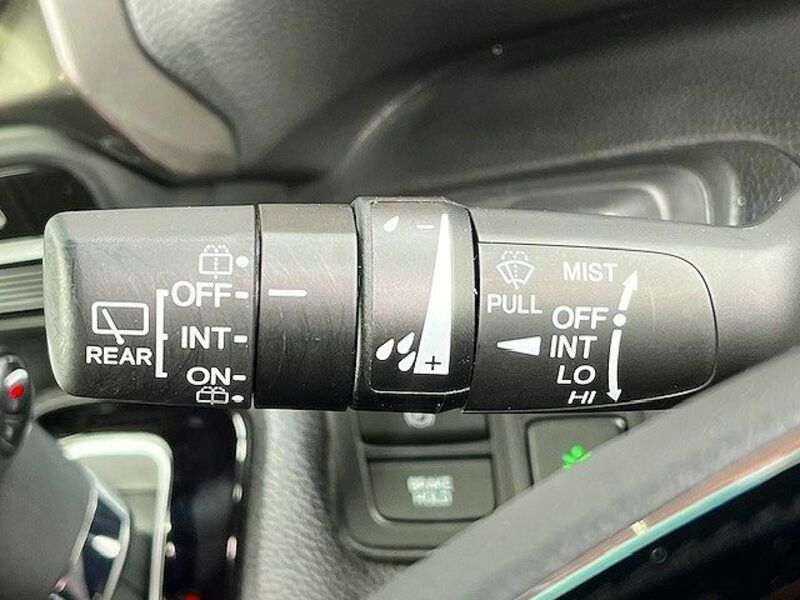 REAR
OFF
INT
ON
−
+
PULL
MIST
OFF
INT
LO
HI
BRAKE
HOLD